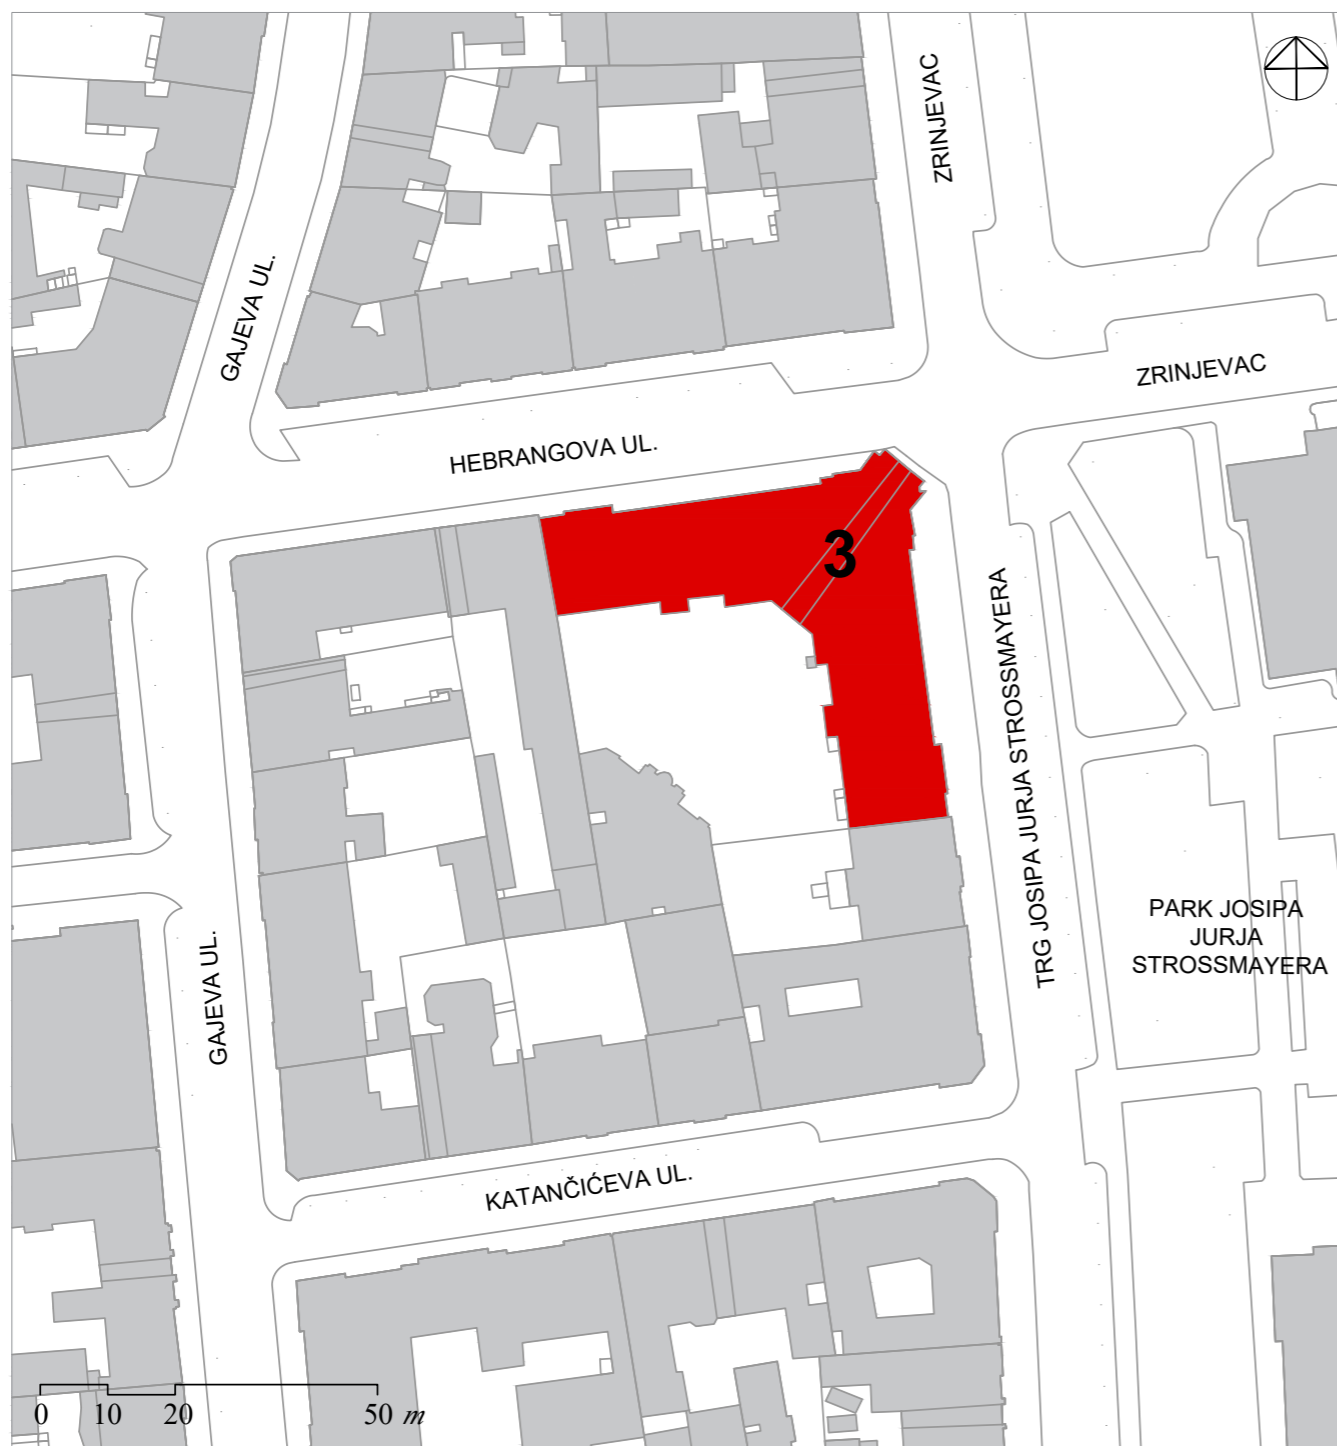 ZRINJEVAC
ZRINJEVAC
GAJEVA UL.
HEBRANGOVA UL.
3
TRG JOSIPA JURJA STROSSMAYERA
PARK JOSIPA
JURJA
STROSSMAYERA
GAJEVA UL.
KATANČIĆEVA UL.
0 10 20 50 m